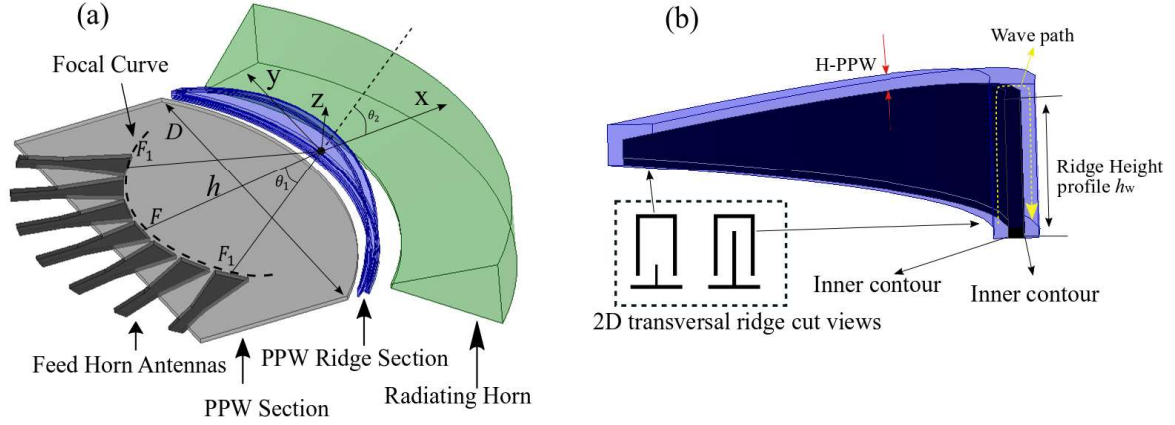 (a)
Focal Curve
D
F1
y
z
x
θ2
θ1
h
F
F1
Feed Horn Antennas
PPW Section
PPW Ridge Section
Radiating Horn
(b)
Wave path
H-PPW
Ridge Height
profile hw
Inner contour
Inner contour
2D transversal ridge cut views